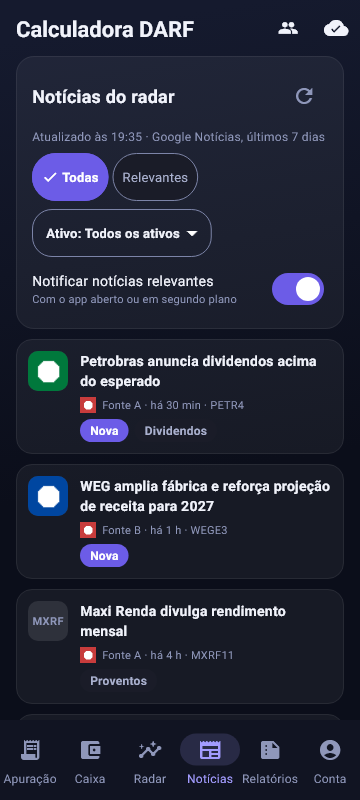 Calculadora DARF
Notícias do radar
Atualizado às 19:35 · Google Notícias, últimos 7 dias
Todas
Relevantes
Ativo: Todos os ativos
Notificar notícias relevantes
Com o app aberto ou em segundo plano
Petrobras anuncia dividendos acima
do esperado
Fonte A · há 30 min · PETR4
Nova
Dividendos
WEG amplia fábrica e reforça projeção
de receita para 2027
Fonte B · há 1 h · WEGE3
Nova
MXRF
Maxi Renda divulga rendimento
mensal
Fonte A · há 4 h · MXRF11
Proventos
Apuração
Caixa
Radar
Notícias
Relatórios
Conta